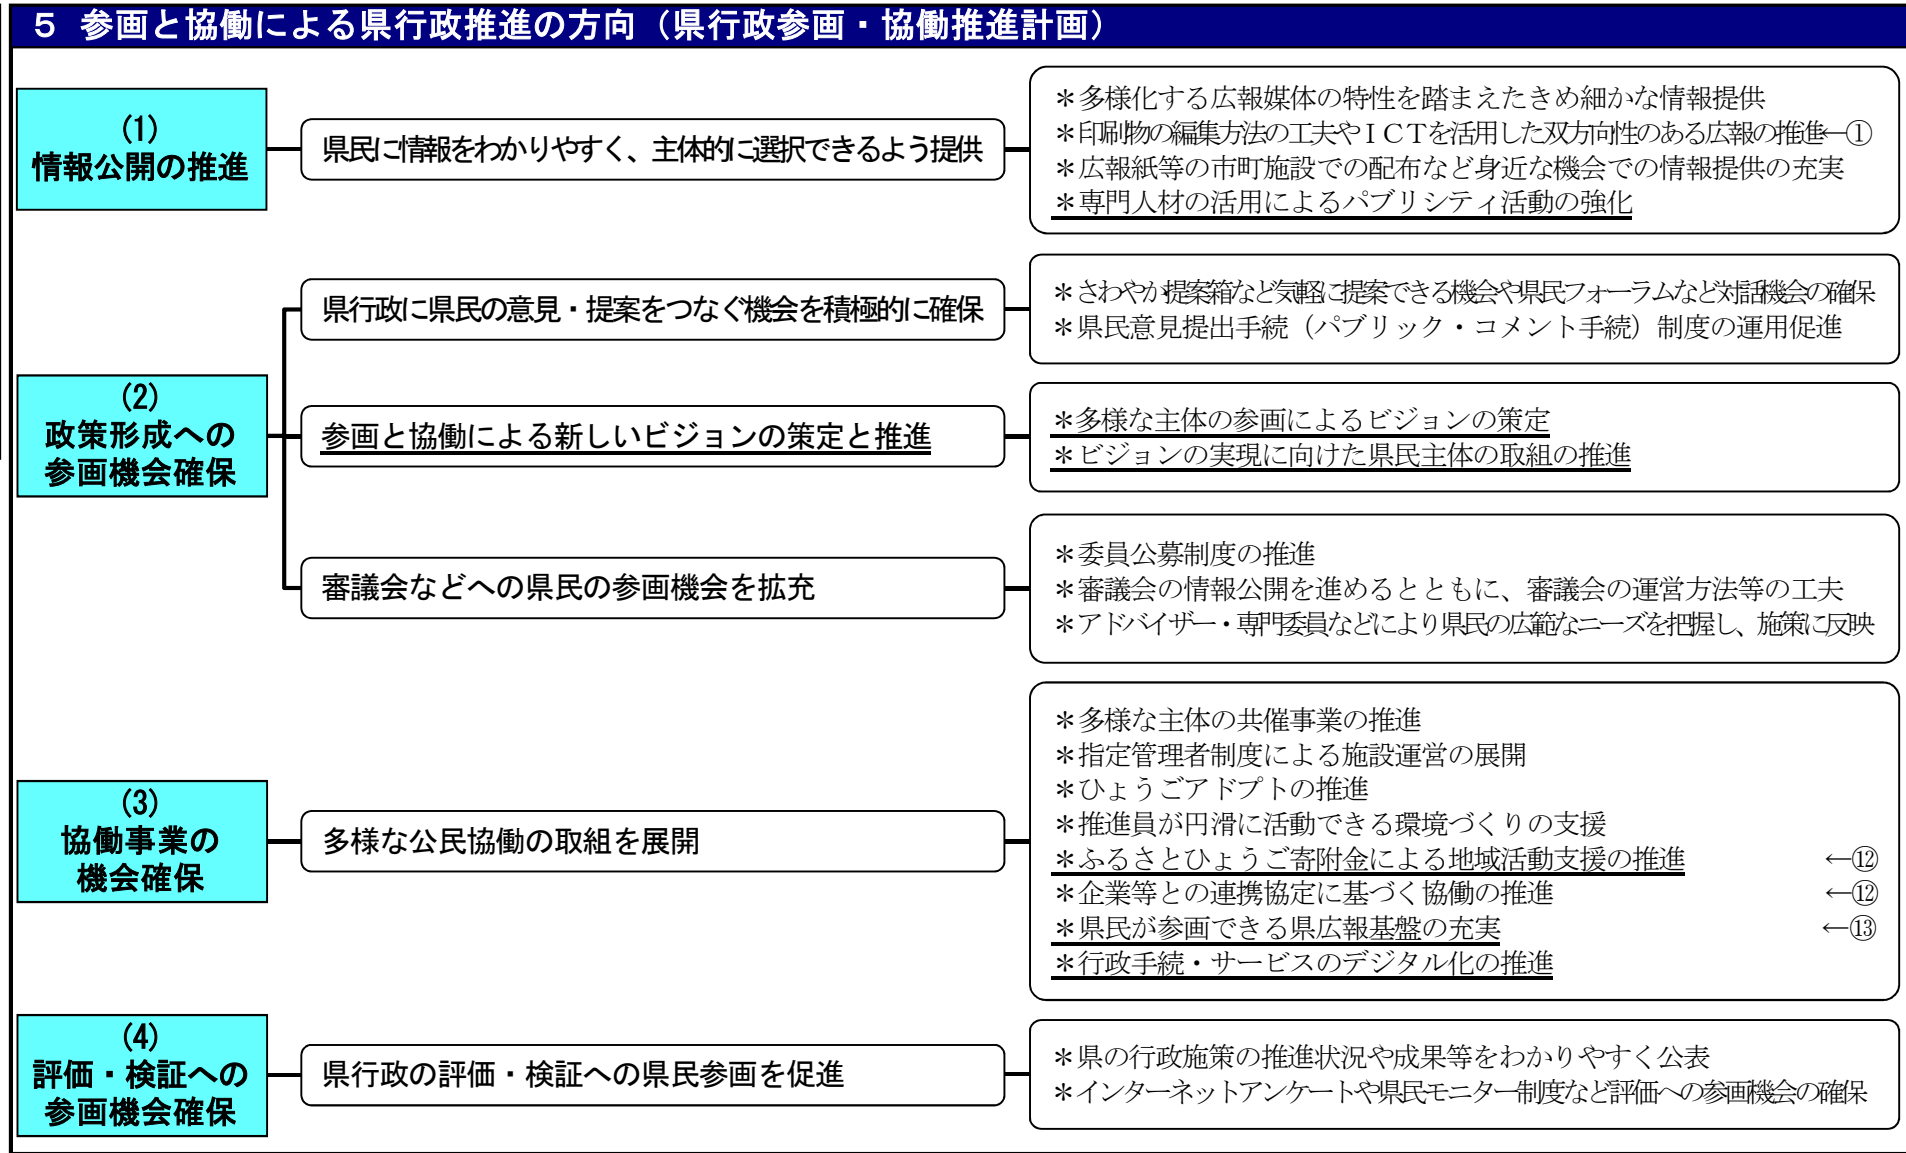 5 参画と協働による県行政推進の方向（県行政参画・協働推進計画）
(1)
情報公開の推進
県民に情報をわかりやすく、主体的に選択できるよう提供
＊多様化する広報媒体の特性を踏まえたきめ細かな情報提供
＊印刷物の編集方法の工夫やＩＣＴを活用した双方向性のある広報の推進←①
＊広報紙等の市町施設での配布など身近な機会での情報提供の充実
＊専門人材の活用によるパブリシティ活動の強化
(2)
政策形成への
参画機会確保
県行政に県民の意見・提案をつなぐ機会を積極的に確保
＊さわやか提案箱など気軽に提案できる機会や県民フォーラムなど対話機会の確保
＊県民意見提出手続（パブリック・コメント手続）制度の運用促進
参画と協働による新しいビジョンの策定と推進
＊多様な主体の参画によるビジョンの策定
＊ビジョンの実現に向けた県民主体の取組の推進
審議会などへの県民の参画機会を拡充
＊委員公募制度の推進
＊審議会の情報公開を進めるとともに、審議会の運営方法等の工夫
＊アドバイザー・専門委員などにより県民の広範なニーズを把握し、施策に反映
(3)
協働事業の
機会確保
多様な公民協働の取組を展開
＊多様な主体の共催事業の推進
＊指定管理者制度による施設運営の展開
＊ひょうごアドプトの推進
＊推進員が円滑に活動できる環境づくりの支援
＊ふるさとひょうご寄附金による地域活動支援の推進 ←⑫
＊企業等との連携協定に基づく協働の推進 ←⑫
＊県民が参画できる県広報基盤の充実 ←⑬
＊行政手続・サービスのデジタル化の推進
(4)
評価・検証への
参画機会確保
県行政の評価・検証への県民参画を促進
＊県の行政施策の推進状況や成果等をわかりやすく公表
＊インターネットアンケートや県民モニター制度など評価への参画機会の確保